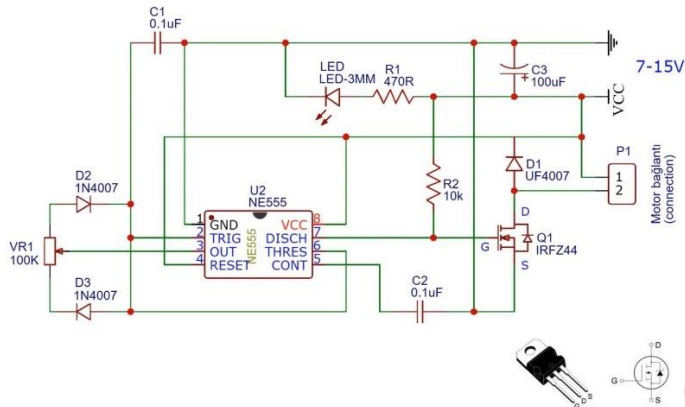 C1
0.1uF
LED
LED-3MM
R1
470R
C3
100uF
+
7-15V
VCC
D2
1N4007
U2
NE555
R2
10k
D1
UF4007
P1
1
2
Motor bağlantı
(connection)
VR1
100K
1
GND
VCC
8
2
TRIG
DISCH
7
3
OUT
THRES
6
4
RESET
CONT
5
NE555
D
G
S
Q1
IRFZ44
D3
1N4007
C2
0.1uF
G
D
S
D
G
S